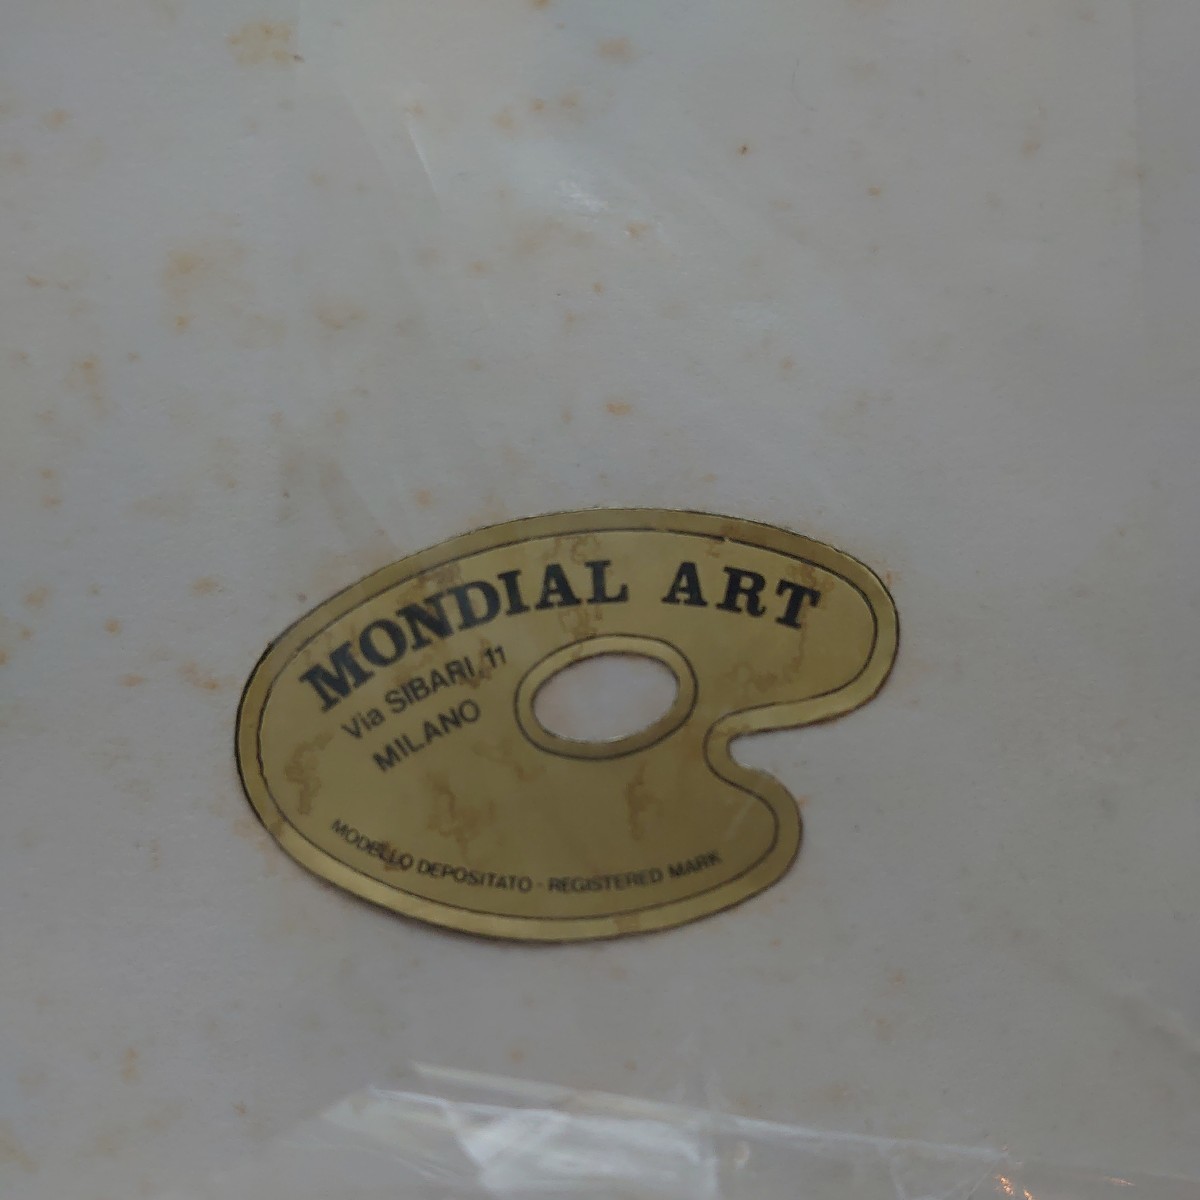 MONDIAL ART
Via SIBARI, 11
MILANO
MODELLO DEPOSITATO - REGISTERED MARK